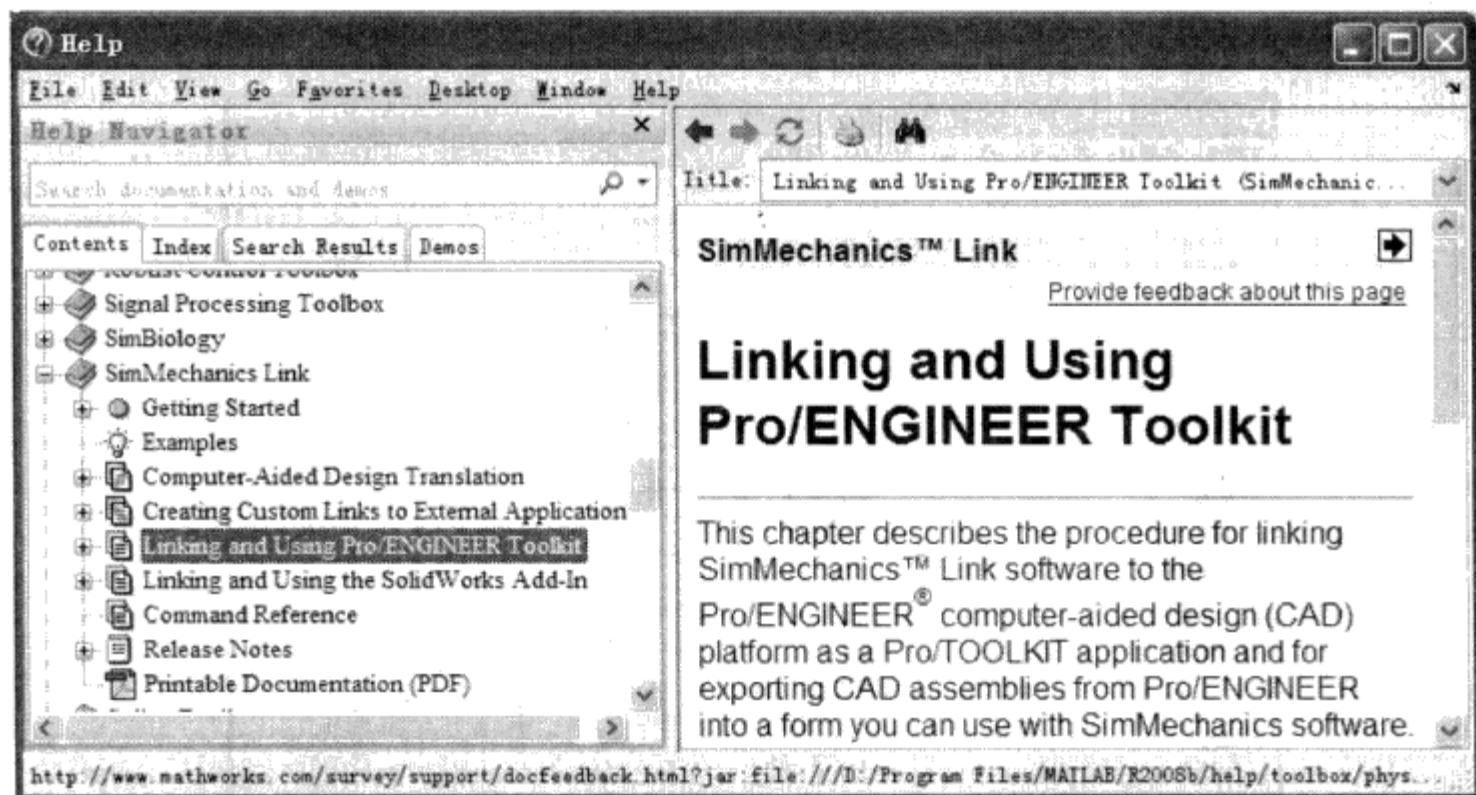 Help
File Edit View Go Favorites Desktop Window Help
Help Navigator
Search documentation and demos
Contents Index Search Results Demos
Robust Control Toolbox
Signal Processing Toolbox
SimBiology
SimMechanics Link
Getting Started
Examples
Computer-Aided Design Translation
Creating Custom Links to External Application
Linking and Using Pro/ENGINEER Toolkit
Linking and Using the SolidWorks Add-In
Command Reference
Release Notes
Printable Documentation (PDF)
Title: Linking and Using Pro/ENGINEER Toolkit (SimMechanic...
SimMechanics™ Link
Provide feedback about this page
Linking and Using
Pro/ENGINEER Toolkit
This chapter describes the procedure for linking
SimMechanics™ Link software to the
Pro/ENGINEER® computer-aided design (CAD)
platform as a Pro/TOOLKIT application and for
exporting CAD assemblies from Pro/ENGINEER
into a form you can use with SimMechanics software.
http://www.mathworks.com/survey/support/docfeedback.html?jar:file:///D:/Program Files/MATLAB/R2008b/help/toolbox/phys...